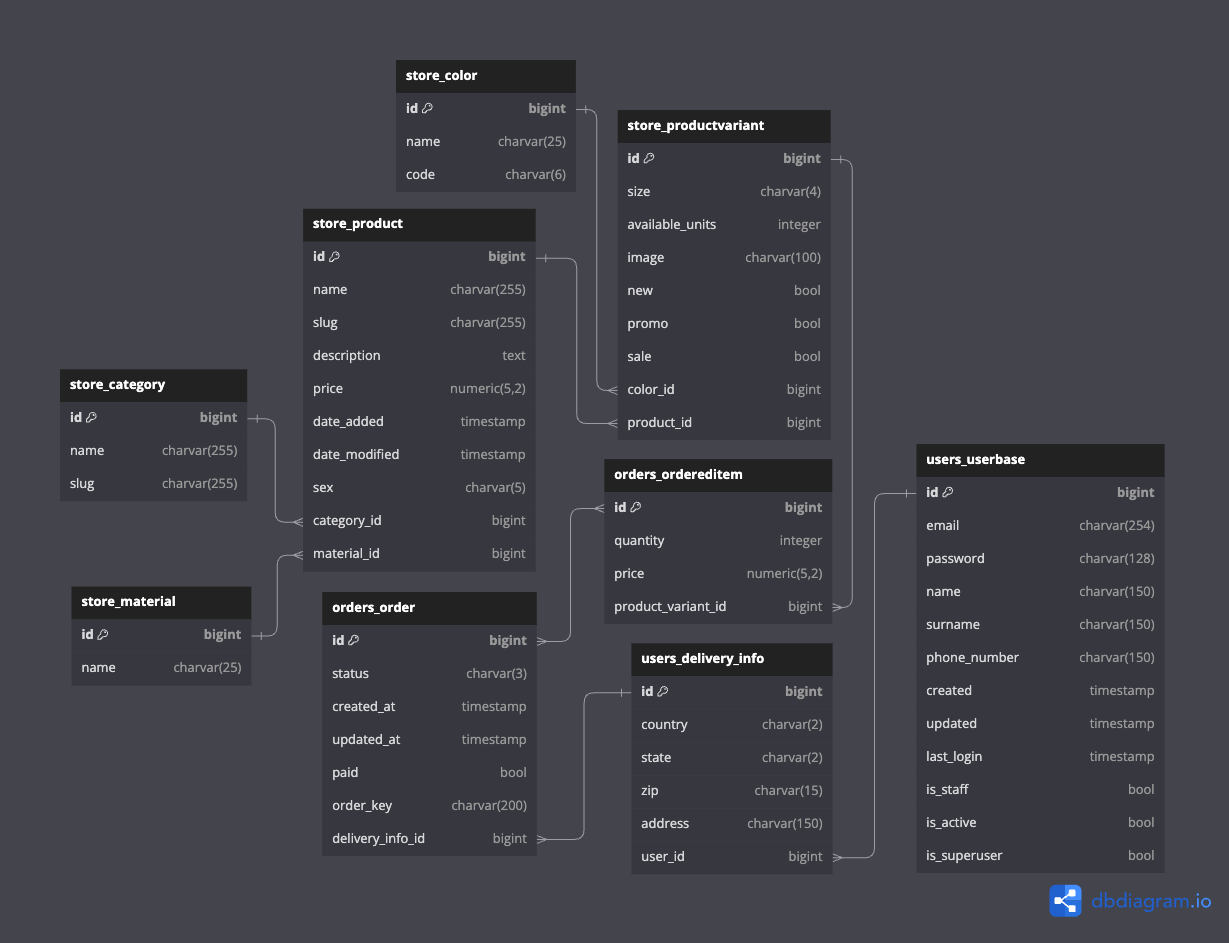 store_color
id bigint
name charvar(25)
code charvar(6)
store_productvariant
id bigint
size charvar(4)
available_units integer
image charvar(100)
new bool
promo bool
sale bool
color_id bigint
product_id bigint
store_product
id bigint
name charvar(255)
slug charvar(255)
description text
price numeric(5,2)
date_added timestamp
date_modified timestamp
sex charvar(5)
category_id bigint
material_id bigint
store_category
id bigint
name charvar(255)
slug charvar(255)
store_material
id bigint
name charvar(25)
orders_ordereditem
id bigint
quantity integer
price numeric(5,2)
product_variant_id bigint
orders_order
id bigint
status charvar(3)
created_at timestamp
updated_at timestamp
paid bool
order_key charvar(200)
delivery_info_id bigint
users_delivery_info
id bigint
country charvar(2)
state charvar(2)
zip charvar(15)
address charvar(150)
user_id bigint
users_userbase
id bigint
email charvar(254)
password charvar(128)
name charvar(150)
surname charvar(150)
phone_number charvar(150)
created timestamp
updated timestamp
last_login timestamp
is_staff bool
is_active bool
is_superuser bool
dbdiagram.io